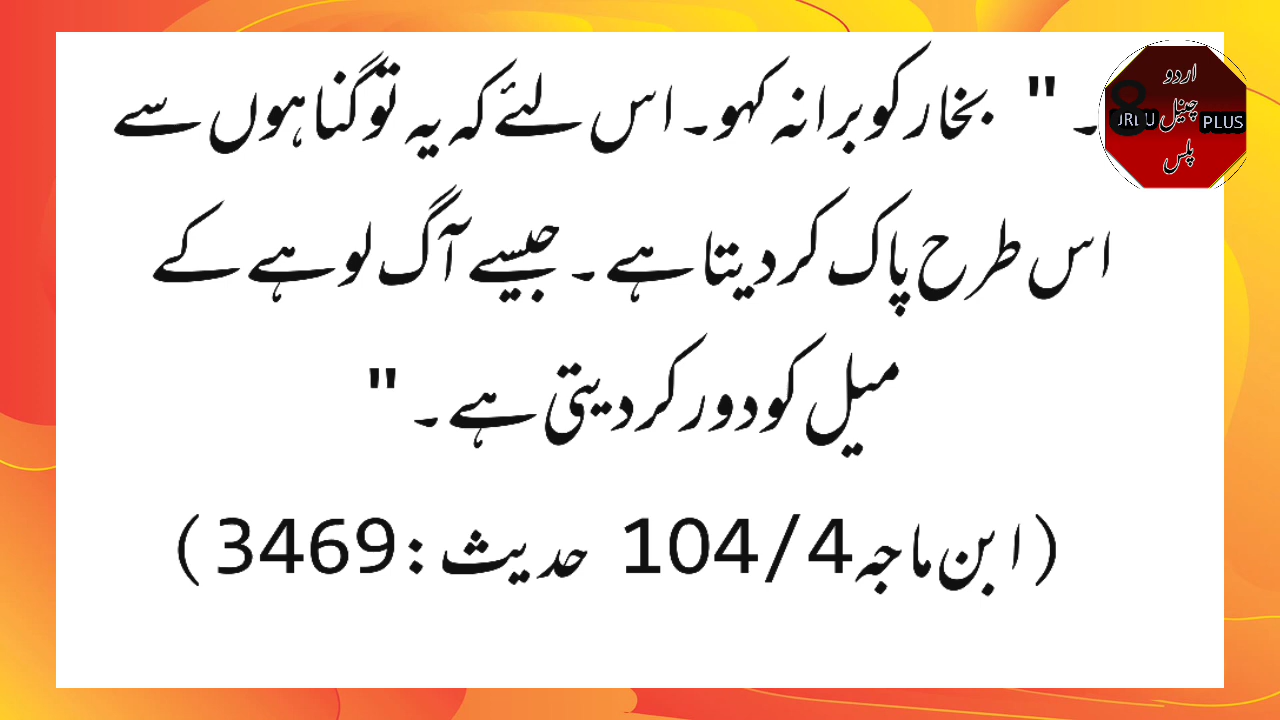 8۔ " بخار کو برا نہ کہو۔ اس لئے کہ یہ تو گناہوں سے
اس طرح پاک کر دیتا ہے۔ جیسے آگ لوہے کے
میل کو دور کر دیتی ہے۔"
(ابن ماجہ 104/4 حدیث: 3469)
اردو
چینل
PLUS
پلس